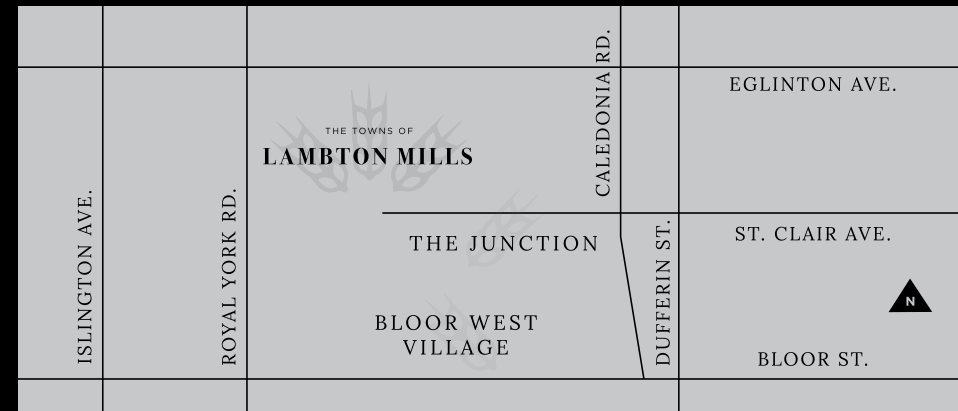 CALEDONIA RD.
EGLINTON AVE.
THE TOWNS OF
LAMBTON MILLS
ISLINGTON AVE.
ROYAL YORK RD.
THE JUNCTION
DUFFERIN ST.
ST. CLAIR AVE.
N
BLOOR WEST
VILLAGE
BLOOR ST.